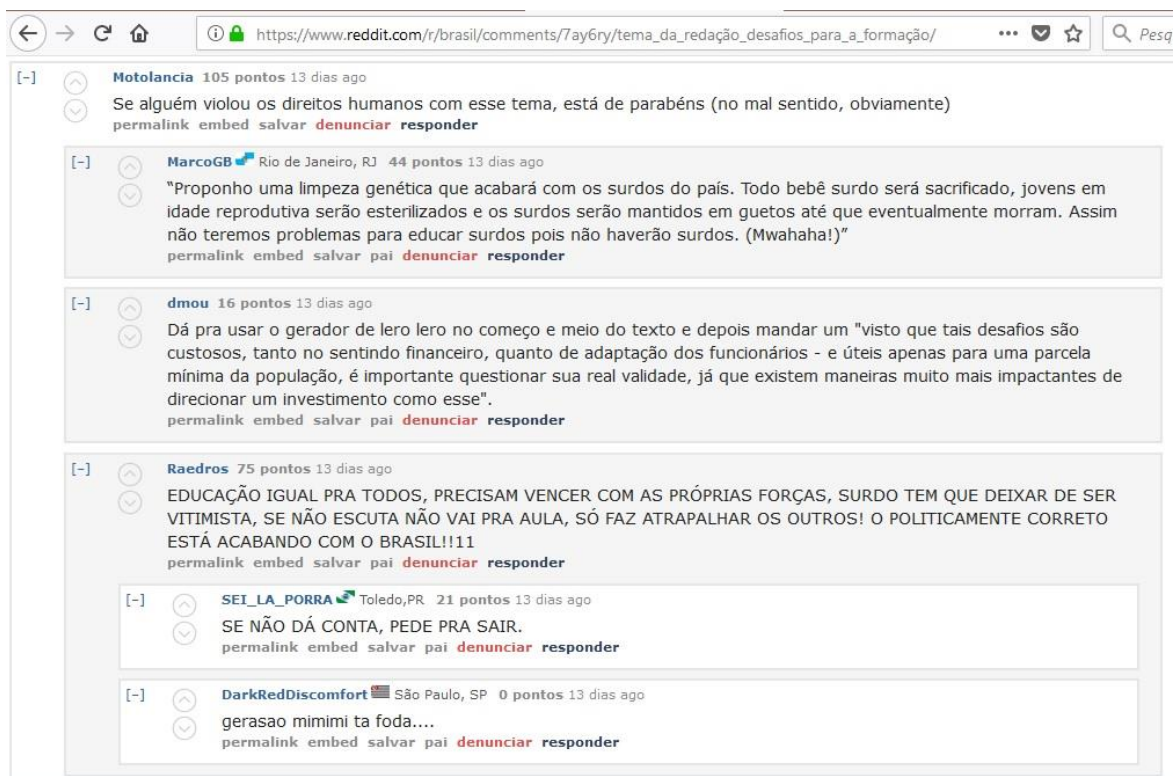 https://www.reddit.com/r/brasil/comments/7ay6ry/tema_da_redação_desafios_para_a_formação/ ••• Pesq
[-] Motolancia 105 pontos 13 dias ago
Se alguém violou os direitos humanos com esse tema, está de parabéns (no mal sentido, obviamente)
permalink embed salvar denunciar responder
[-] MarcoGB Rio de Janeiro, RJ 44 pontos 13 dias ago
“Proponho uma limpeza genética que acabará com os surdos do país. Todo bebê surdo será sacrificado, jovens em
idade reprodutiva serão esterilizados e os surdos serão mantidos em guetos até que eventualmente morram. Assim
não teremos problemas para educar surdos pois não haverão surdos. (Mwahaha!)”
permalink embed salvar pai denunciar responder
[-] dmou 16 pontos 13 dias ago
Dá pra usar o gerador de lero lero no começo e meio do texto e depois mandar um "visto que tais desafios são
custosos, tanto no sentindo financeiro, quanto de adaptação dos funcionários - e úteis apenas para uma parcela
mínima da população, é importante questionar sua real validade, já que existem maneiras muito mais impactantes de
direcionar um investimento como esse".
permalink embed salvar pai denunciar responder
[-] Raedros 75 pontos 13 dias ago
EDUCAÇÃO IGUAL PRA TODOS, PRECISAM VENCER COM AS PRÓPRIAS FORÇAS, SURDO TEM QUE DEIXAR DE SER
VITIMISTA, SE NÃO ESCUTA NÃO VAI PRA AULA, SÓ FAZ ATRAPALHAR OS OUTROS! O POLITICAMENTE CORRETO
ESTÁ ACABANDO COM O BRASIL!!11
permalink embed salvar pai denunciar responder
[-] SEI_LA_PORRA Toledo,PR 21 pontos 13 dias ago
SE NÃO DÁ CONTA, PEDE PRA SAIR.
permalink embed salvar pai denunciar responder
[-] DarkRedDiscomfort São Paulo, SP 0 pontos 13 dias ago
gerasao mimimi ta foda....
permalink embed salvar pai denunciar responder